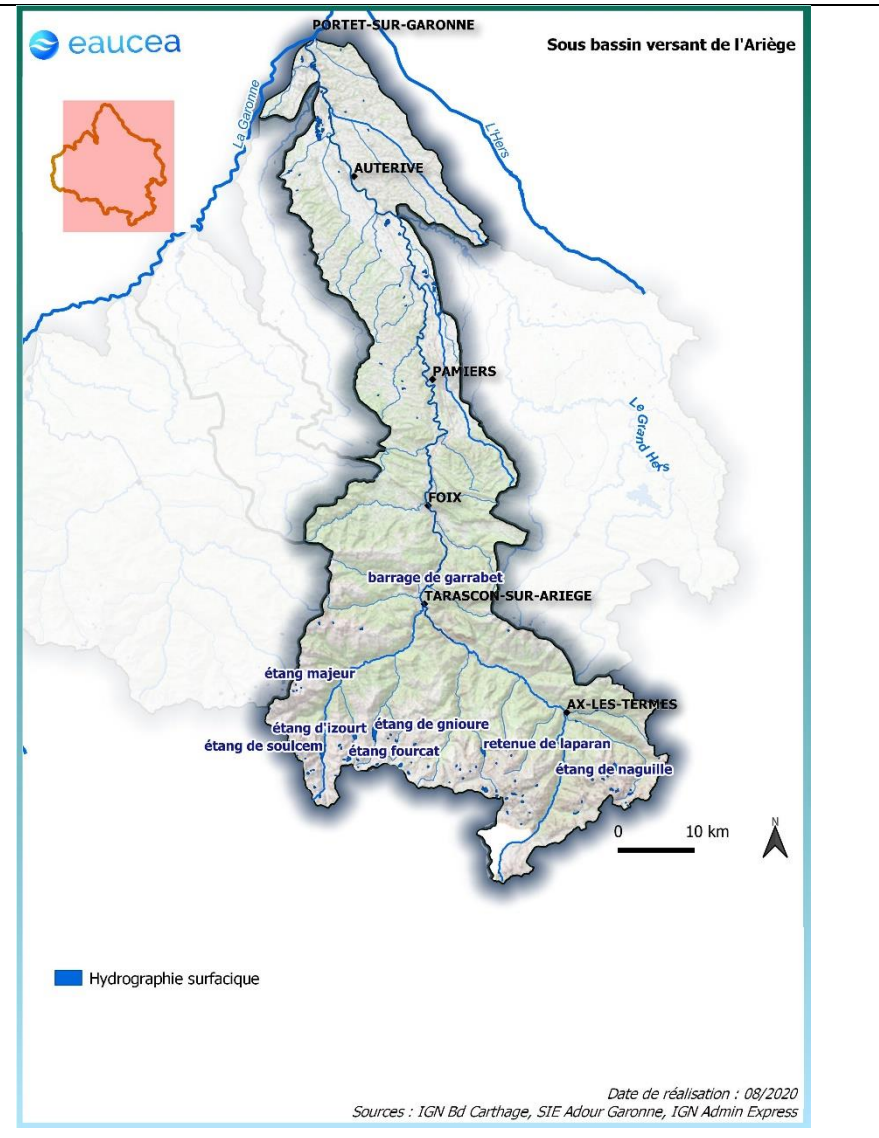 PORTET-SUR-GARONNE
eaucea
Sous bassin versant de l'Ariège
La Garonne
L'Hers
AUTERIVE
PAMIERS
Le Grand Hers
FOIX
barrage de garrabet
TARASCON-SUR-ARIEGE
étang majeur
AX-LES-TERMES
étang d'izourt
étang de gnioure
étang de soulcem
étang fourcat
retenue de laparan
étang de naguille
0 10 km
N
Hydrographie surfacique
Date de réalisation : 08/2020
Sources : IGN Bd Carthage, SIE Adour Garonne, IGN Admin Express